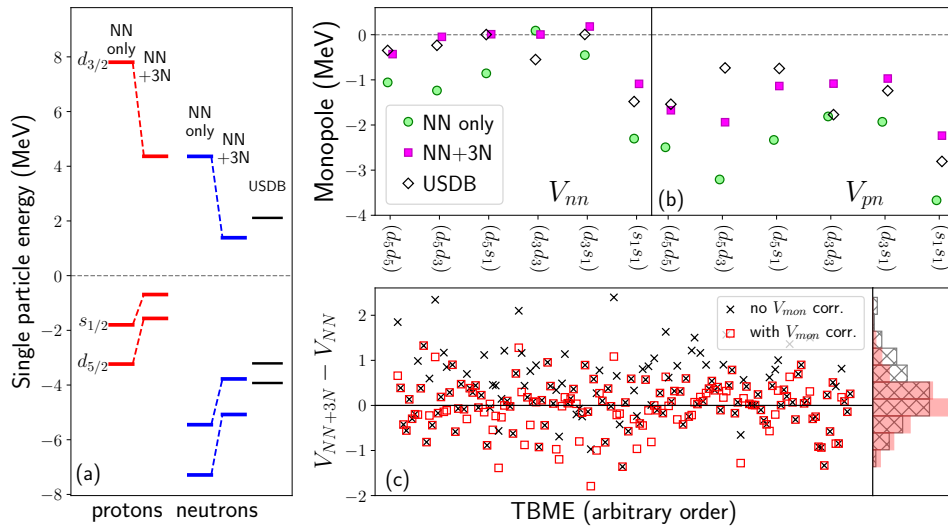 Single particle energy (MeV)
8
6
4
2
0
−2
−4
−6
−8
NN
only
NN
+3N
d3/2
NN
only
NN
+3N
USDB
s1/2
d5/2
(a)
protons neutrons
Monopole (MeV)
0
−1
−2
−3
−4
NN only
NN+3N
USDB
Vnn
(b)
Vpn
(d5d5)
(d5d3)
(d5s1)
(d3d3)
(d3s1)
(s1s1)
(d5d5)
(d5d3)
(d5s1)
(d3d3)
(d3s1)
(s1s1)
VNN+3N − VNN
2
1
0
−1
−2
no Vmon corr.
with Vmon corr.
(c)
TBME (arbitrary order)